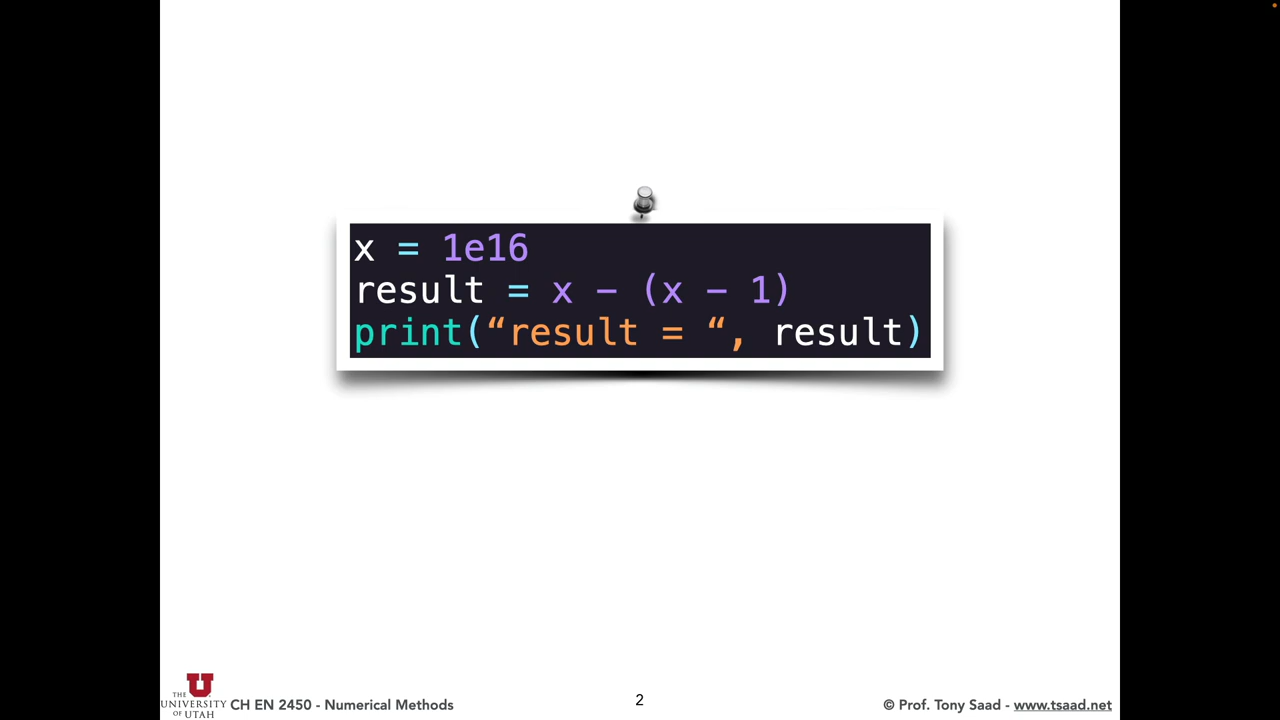 x = 1e16
result = x − (x − 1)
print(“result = “, result)
THE
UNIVERSITY
OF UTAH
CH EN 2450 - Numerical Methods
2
© Prof. Tony Saad - www.tsaad.net